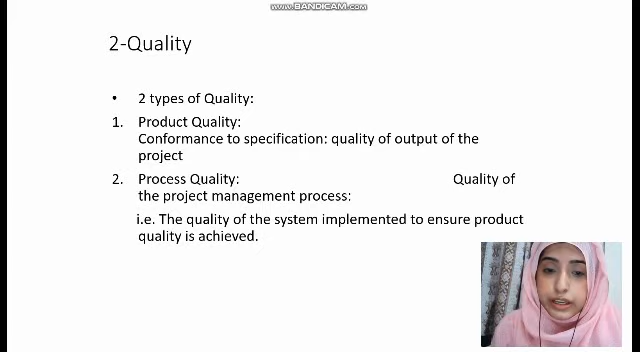 WWW.BANDICAM.COM
2-Quality
• 2 types of Quality:
1. Product Quality:
Conformance to specification: quality of output of the
project
2. Process Quality: Quality of
the project management process:
i.e. The quality of the system implemented to ensure product
quality is achieved.